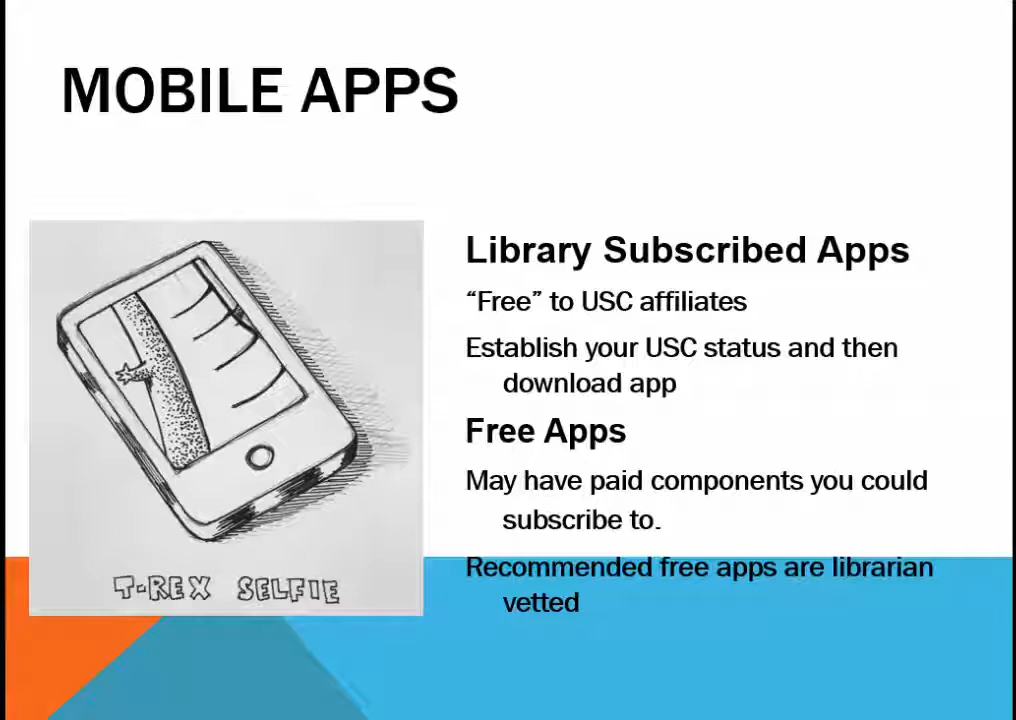 MOBILE APPS
Library Subscribed Apps
“Free” to USC affiliates
Establish your USC status and then
download app
Free Apps
May have paid components you could
subscribe to.
Recommended free apps are librarian
vetted
T-REX SELFIE